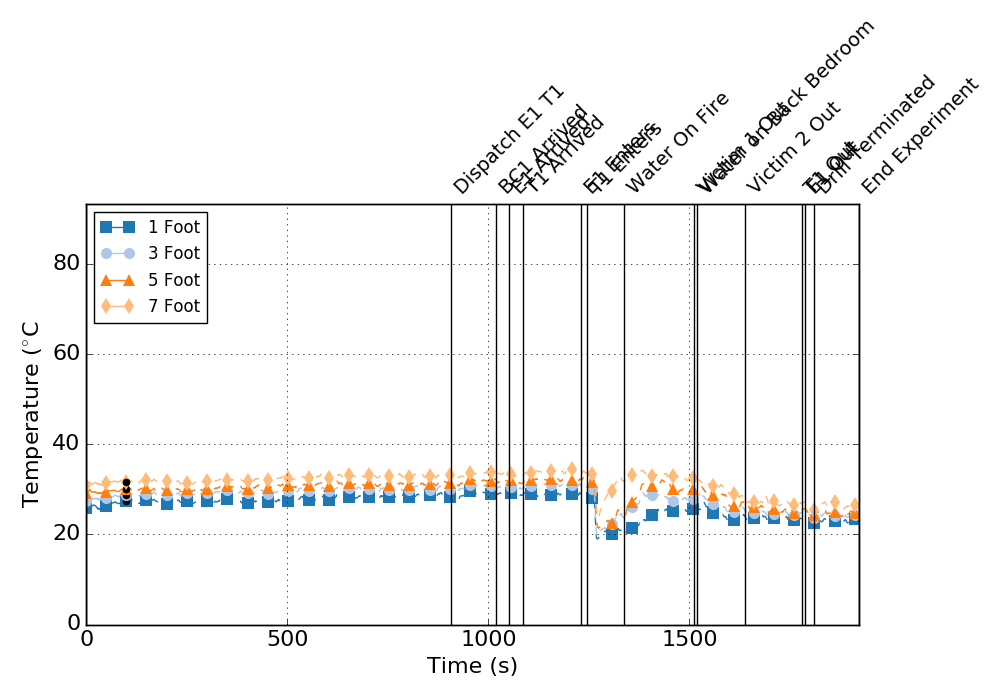 Dispatch E1 T1
BC1 Arrived
E1 Arrived
T1 Arrived
E1 Enters
T1 Enters
Water On Fire
Victim 1 Out
Water on Back Bedroom
Victim 2 Out
T1 Out
E1 Out
Drill Terminated
End Experiment
1 Foot
3 Foot
5 Foot
7 Foot
Temperature (°C
80
60
40
20
0
0 500 1000 1500
Time (s)